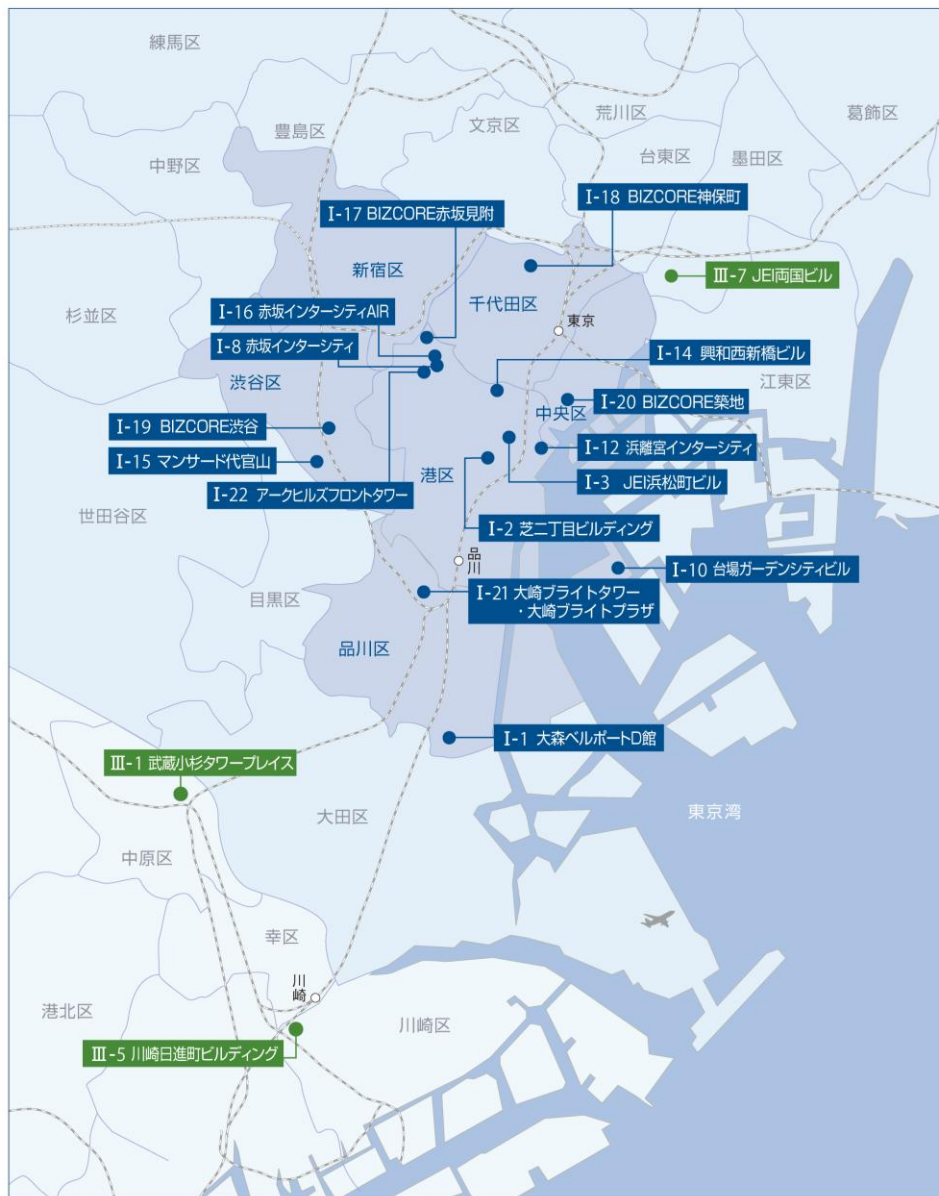 練馬区
豊島区
文京区
荒川区
葛飾区
中野区
台東区
墨田区
I-17 BIZCORE赤坂見附
I-18 BIZCORE神保町
新宿区
千代田区
III-7 JEI両国ビル
杉並区
I-16 赤坂インターシティAIR
東京
I-8 赤坂インターシティ
I-14 興和西新橋ビル
渋谷区
江東区
中央区
I-20 BIZCORE築地
I-19 BIZCORE渋谷
I-12 浜離宮インターシティ
I-15 マンサード代官山
港区
I-3 JEI浜松町ビル
I-22 アークヒルズフロントタワー
世田谷区
I-2 芝二丁目ビルディング
品川
I-10 台場ガーデンシティビル
目黒区
I-21 大崎ブライトタワー
・大崎ブライトプラザ
品川区
I-1 大森ベルポートD館
III-1 武蔵小杉タワープレイス
大田区
東京湾
中原区
幸区
川崎
港北区
川崎区
III-5 川崎日進町ビルディング